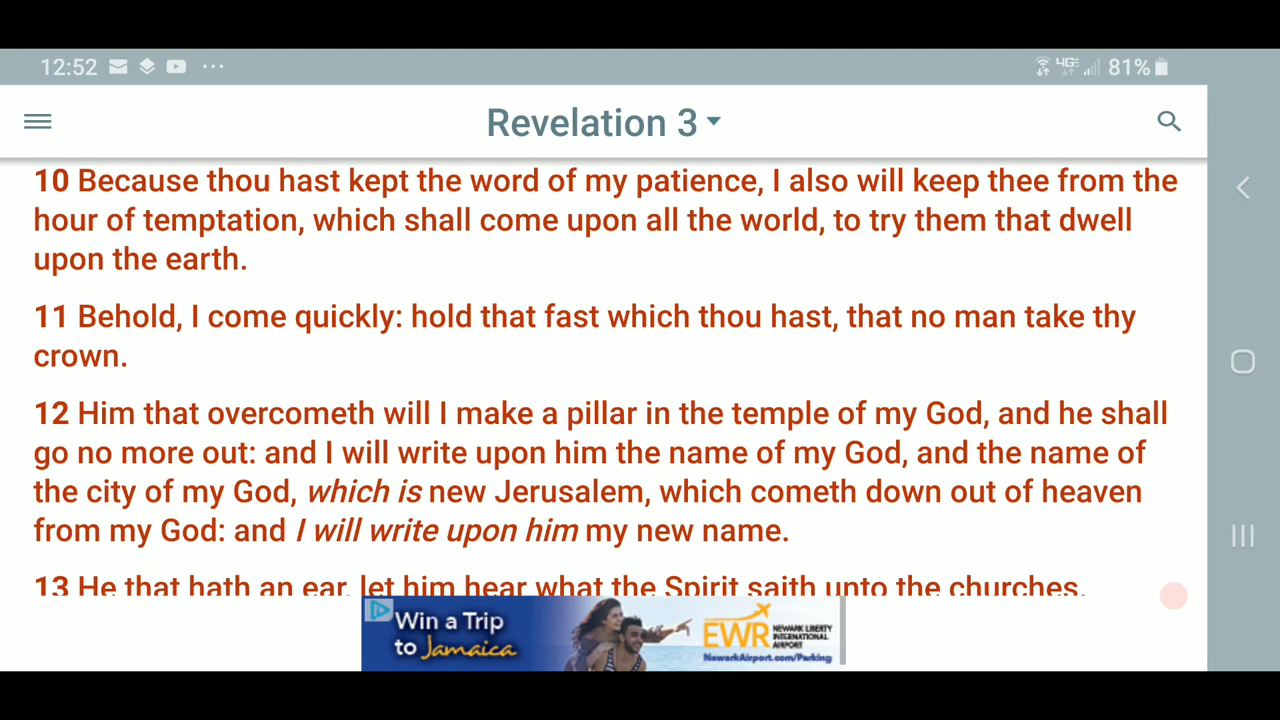 12:52 81%
Revelation 3
10 Because thou hast kept the word of my patience, I also will keep thee from the
hour of temptation, which shall come upon all the world, to try them that dwell
upon the earth.
11 Behold, I come quickly: hold that fast which thou hast, that no man take thy
crown.
12 Him that overcometh will I make a pillar in the temple of my God, and he shall
go no more out: and I will write upon him the name of my God, and the name of
the city of my God, which is new Jerusalem, which cometh down out of heaven
from my God: and I will write upon him my new name.
13 He that hath an ear, let him hear what the Spirit saith unto the churches.
Win a Trip
to Jamaica
EWR
NEWARK LIBERTY
INTERNATIONAL
AIRPORT
NewarkAirport.com/Parking